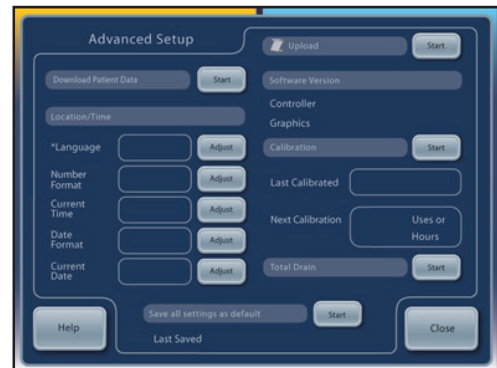 Advanced Setup
Upload
Start
Download Patient Data
Start
Software Version
Controller
Graphics
Location/Time
*Language
Adjust
Calibration
Start
Number
Format
Adjust
Last Calibrated
Current
Time
Adjust
Next Calibration
Uses or
Hours
Date
Format
Adjust
Current
Date
Adjust
Total Drain
Start
Save all settings as default
Start
Last Saved
Help
Close